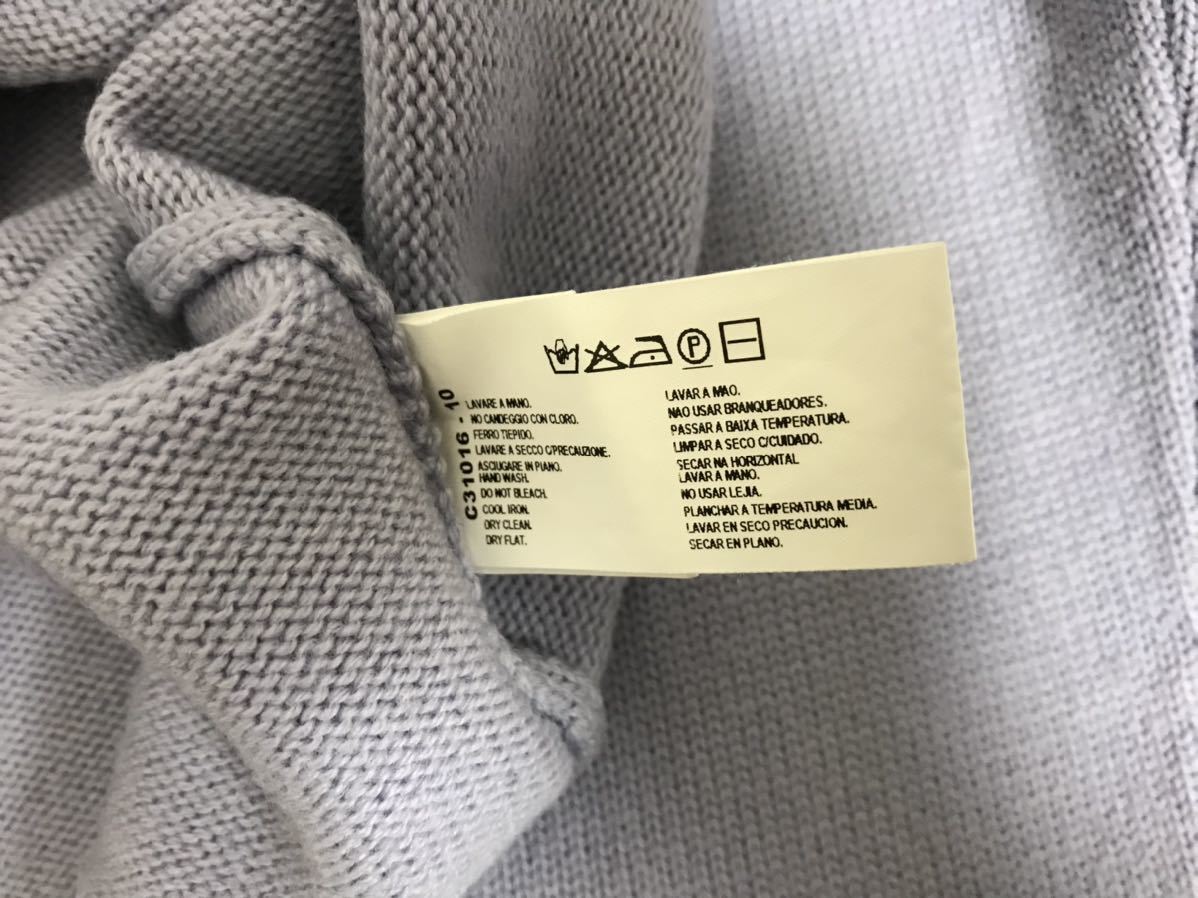 P
C31016 - 10
LAVARE A MANO.
NO CANDEGGIO CON CLORO.
FERRO TIEPIDO.
LAVARE A SECCO C/PRECAUZIONE.
ASCIUGARE IN PIANO.
HAND WASH.
DO NOT BLEACH.
COOL IRON.
DRY CLEAN.
DRY FLAT.
LAVAR A MAO.
NAO USAR BRANQUEADORES.
PASSAR A BAIXA TEMPERATURA.
LIMPAR A SECO C/CUIDADO.
SECAR NA HORIZONTAL
LAVAR A MANO.
NO USAR LEJIA.
PLANCHAR A TEMPERATURA MEDIA.
LAVAR EN SECO PRECAUCION.
SECAR EN PLANO.